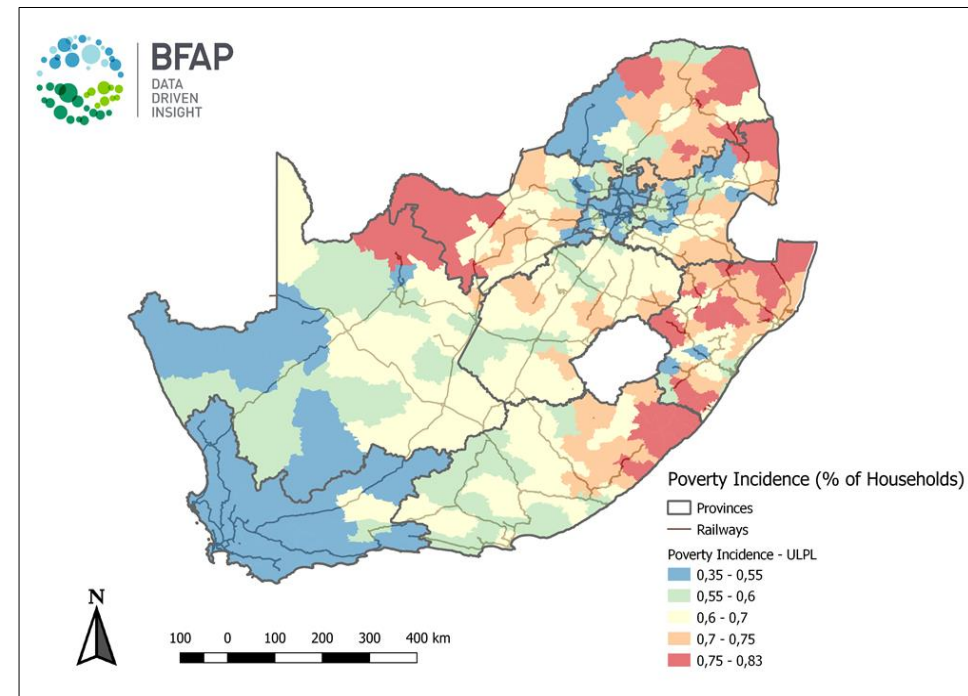 BFAP
DATA
DRIVEN
INSIGHT
Poverty Incidence (% of Households)
Provinces
Railways
Poverty Incidence - ULPL
0,35 - 0,55
0,55 - 0,6
0,6 - 0,7
0,7 - 0,75
0,75 - 0,83
N
100 0 100 200 300 400 km